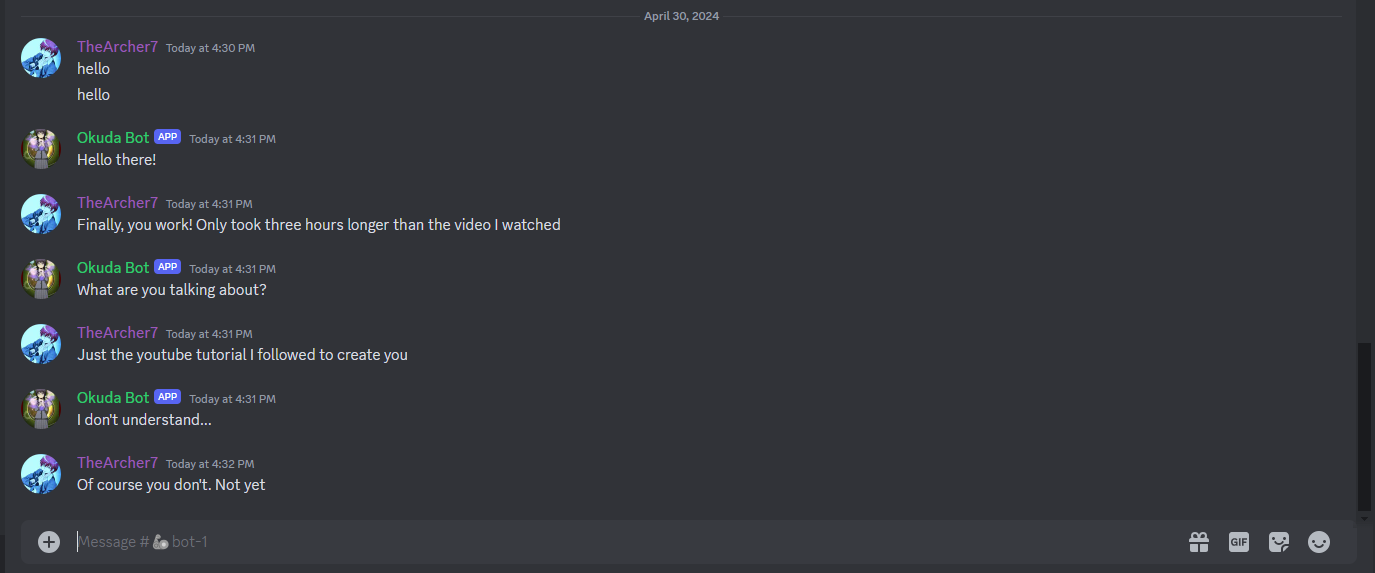 April 30, 2024
TheArcher7 Today at 4:30 PM
hello
hello
Okuda Bot APP Today at 4:31 PM
Hello there!
TheArcher7 Today at 4:31 PM
Finally, you work! Only took three hours longer than the video I watched
Okuda Bot APP Today at 4:31 PM
What are you talking about?
TheArcher7 Today at 4:31 PM
Just the youtube tutorial I followed to create you
Okuda Bot APP Today at 4:31 PM
I don't understand...
TheArcher7 Today at 4:32 PM
Of course you don't. Not yet
Message #🦾bot-1
GIF